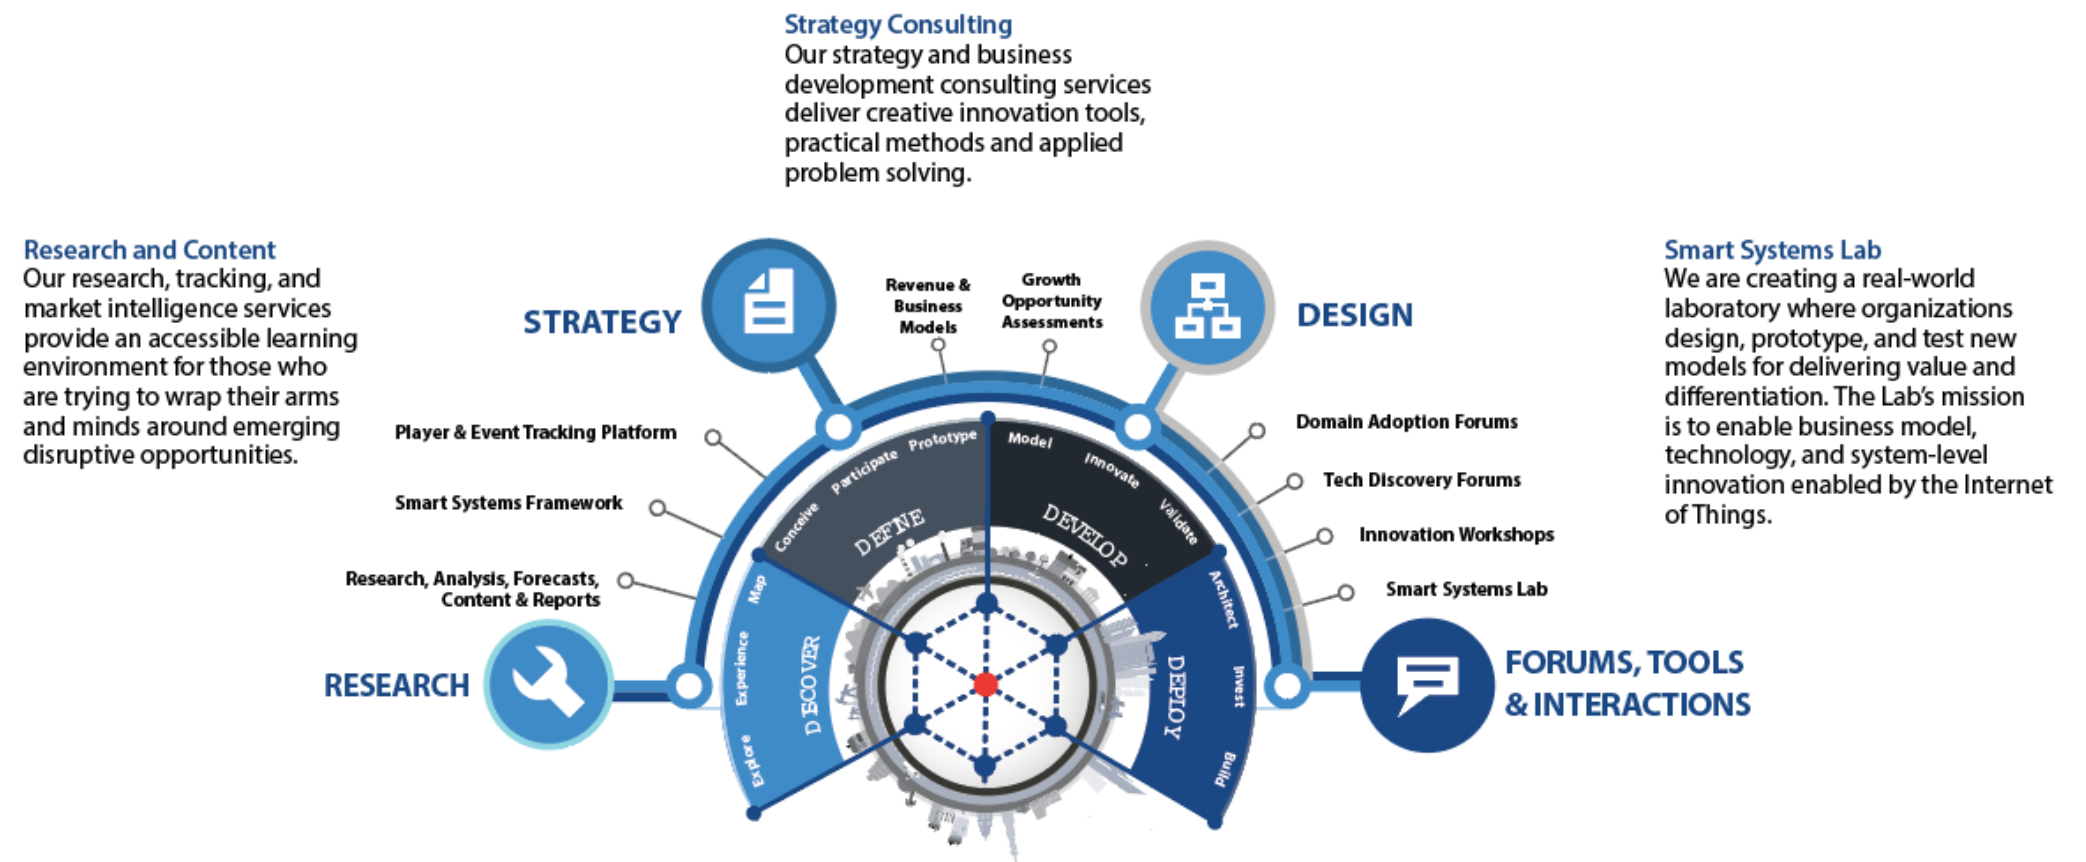 Strategy Consulting
Our strategy and business
development consulting services
deliver creative innovation tools,
practical methods and applied
problem solving.
Research and Content
Our research, tracking, and
market intelligence services
provide an accessible learning
environment for those who
are trying to wrap their arms
and minds around emerging
disruptive opportunities.
STRATEGY
Revenue &
Business
Models
Growth
Opportunity
Assessments
DESIGN
Smart Systems Lab
We are creating a real-world
laboratory where organizations
design, prototype, and test new
models for delivering value and
differentiation. The Lab's mission
is to enable business model,
technology, and system-level
innovation enabled by the Internet
of Things.
Player & Event Tracking Platform
Smart Systems Framework
Research, Analysis, Forecasts,
Content & Reports
RESEARCH
Domain Adoption Forums
Tech Discovery Forums
Innovation Workshops
Smart Systems Lab
FORUMS, TOOLS
& INTERACTIONS
Explore
Experience
Map
DISCOVER
Conceive
Participate
Prototype
DEFINE
Model
Innovate
Validate
DEVELOP
Architect
Invest
Build
DEPLOY